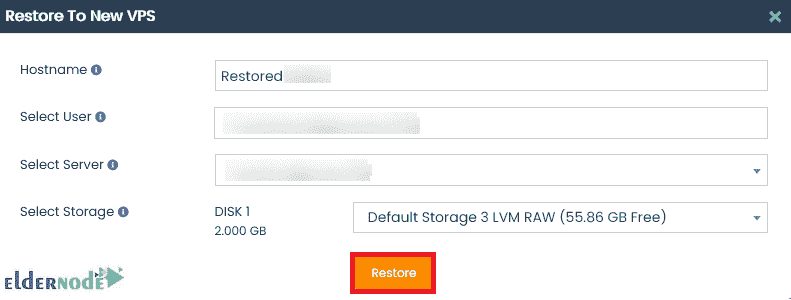 Restore To New VPS
Hostname
Restored
Select User
Select Server
Select Storage
DISK 1
2.000 GB
Default Storage 3 LVM RAW (55.86 GB Free)
Restore
ELDERNODE